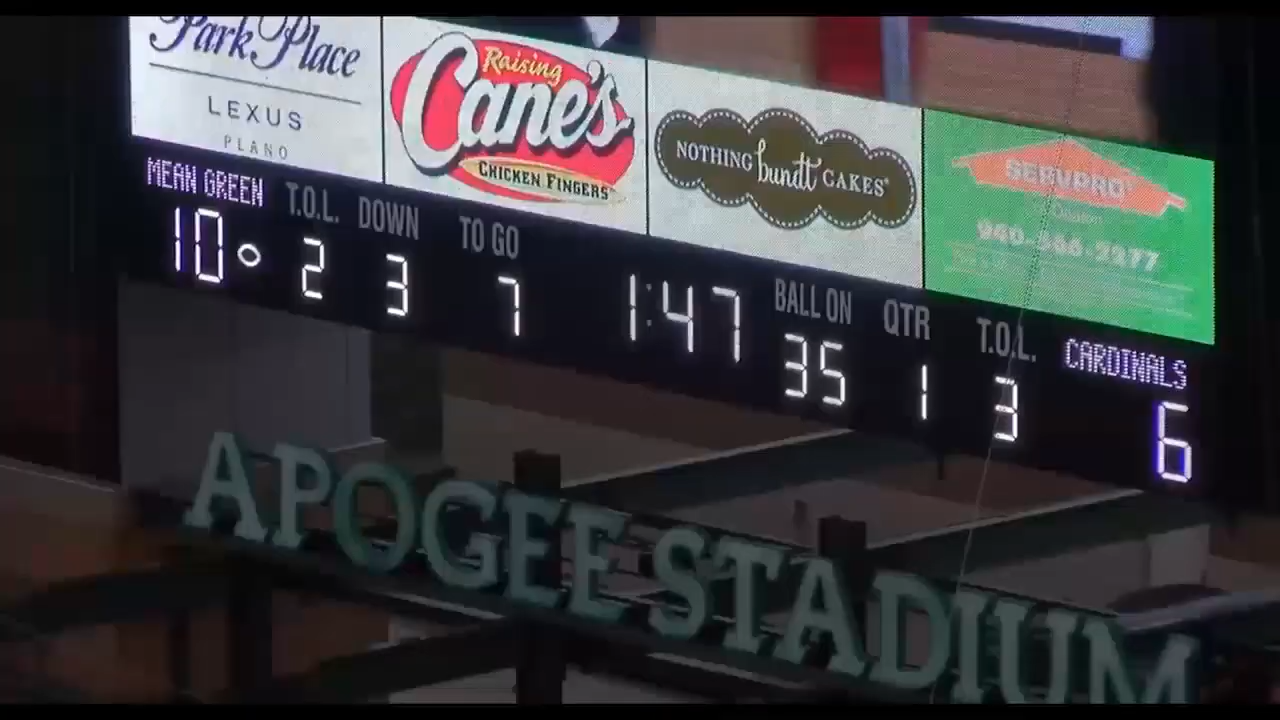 Park Place
LEXUS
PLANO
Raising
Cane's
CHICKEN FINGERS
NOTHING bundt CAKES
SERVPRO
MEAN GREEN
T.O.L.
DOWN
TO GO
BALL ON
QTR
T.O.L.
CARDINALS
10
2
3
7
1:47
35
1
3
6
APOGEE STADIUM